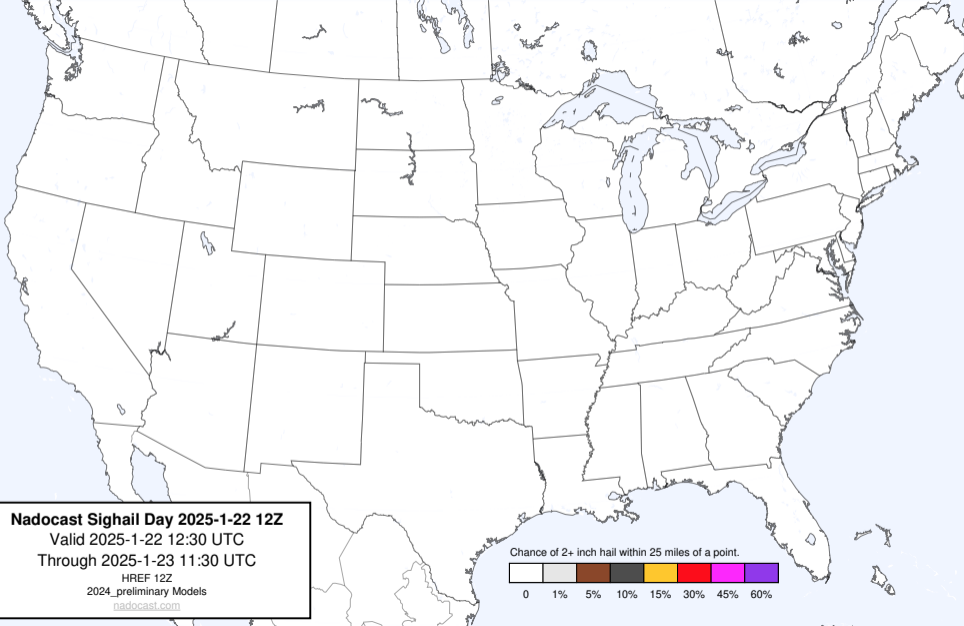 Nadocast Sighail Day 2025-1-22 12Z
Valid 2025-1-22 12:30 UTC
Through 2025-1-23 11:30 UTC
HREF 12Z
2024_preliminary Models
nadocast.com
Chance of 2+ inch hail within 25 miles of a point.
0 1% 5% 10% 15% 30% 45% 60%